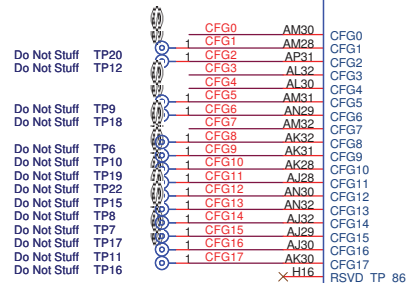 CFG0 AM30 CFG0
1 CFG1 AM28 CFG1
Do Not Stuff TP20 1 CFG2 AP31 CFG2
Do Not Stuff TP12 CFG3 AL32 CFG3
CFG4 AL30 CFG4
1 CFG5 AM31 CFG5
Do Not Stuff TP9 1 CFG6 AN29 CFG6
Do Not Stuff TP18 CFG7 AM32 CFG7
1 CFG8 AK32 CFG8
Do Not Stuff TP6 1 CFG9 AK31 CFG9
Do Not Stuff TP10 1 CFG10 AK28 CFG10
Do Not Stuff TP19 1 CFG11 AJ28 CFG11
Do Not Stuff TP22 1 CFG12 AN30 CFG12
Do Not Stuff TP15 1 CFG13 AN32 CFG13
Do Not Stuff TP8 1 CFG14 AJ32 CFG14
Do Not Stuff TP7 1 CFG15 AJ29 CFG15
Do Not Stuff TP17 1 CFG16 AJ30 CFG16
Do Not Stuff TP11 1 CFG17 AK30 CFG17
Do Not Stuff TP16 H16 RSVD_TP_86